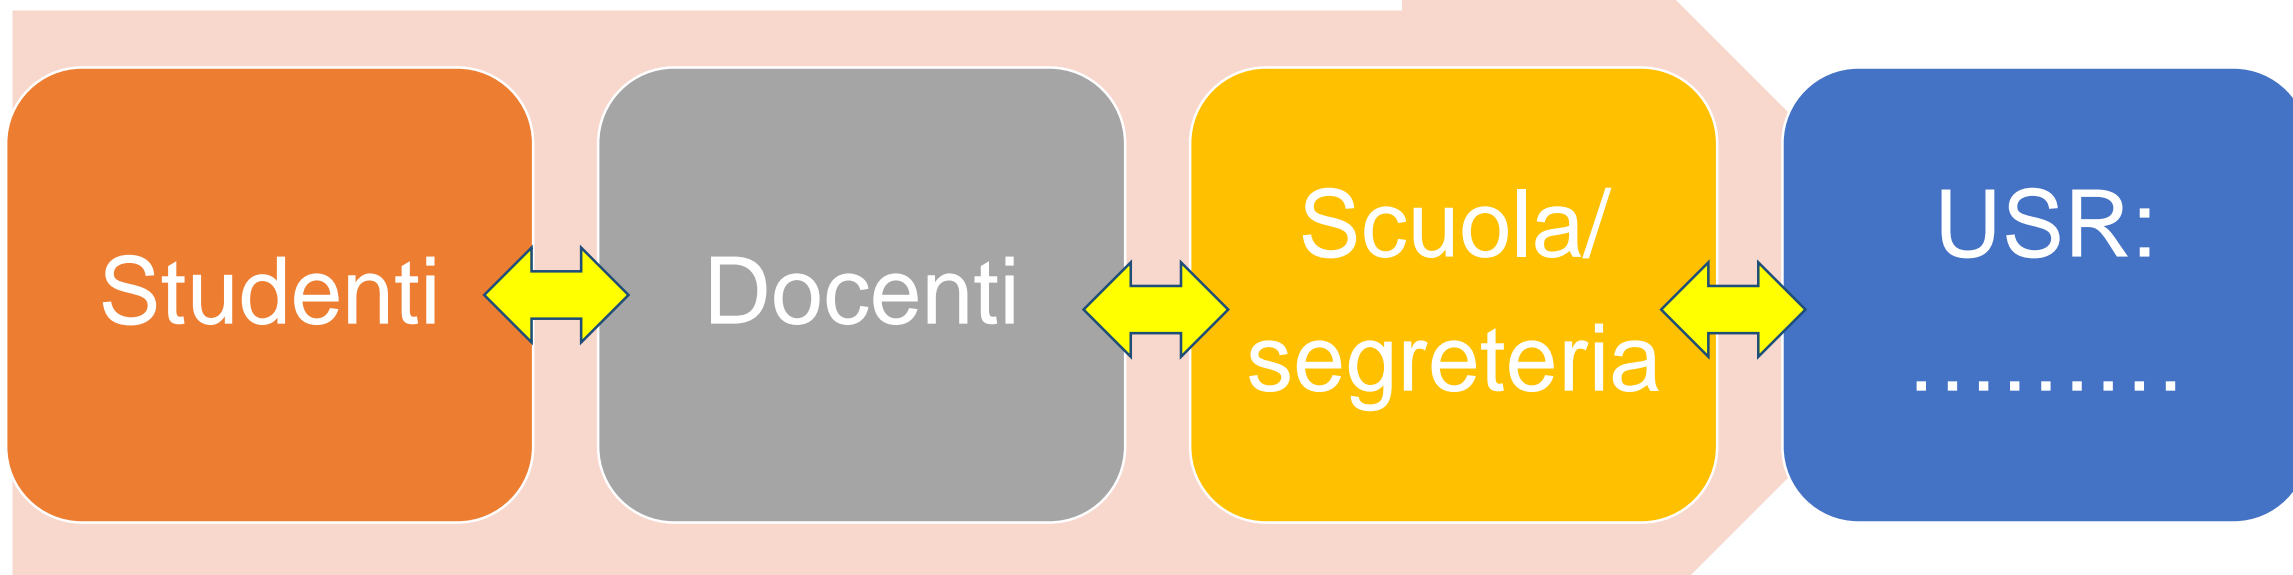 Studenti
Docenti
Scuola/
segreteria
USR:
………